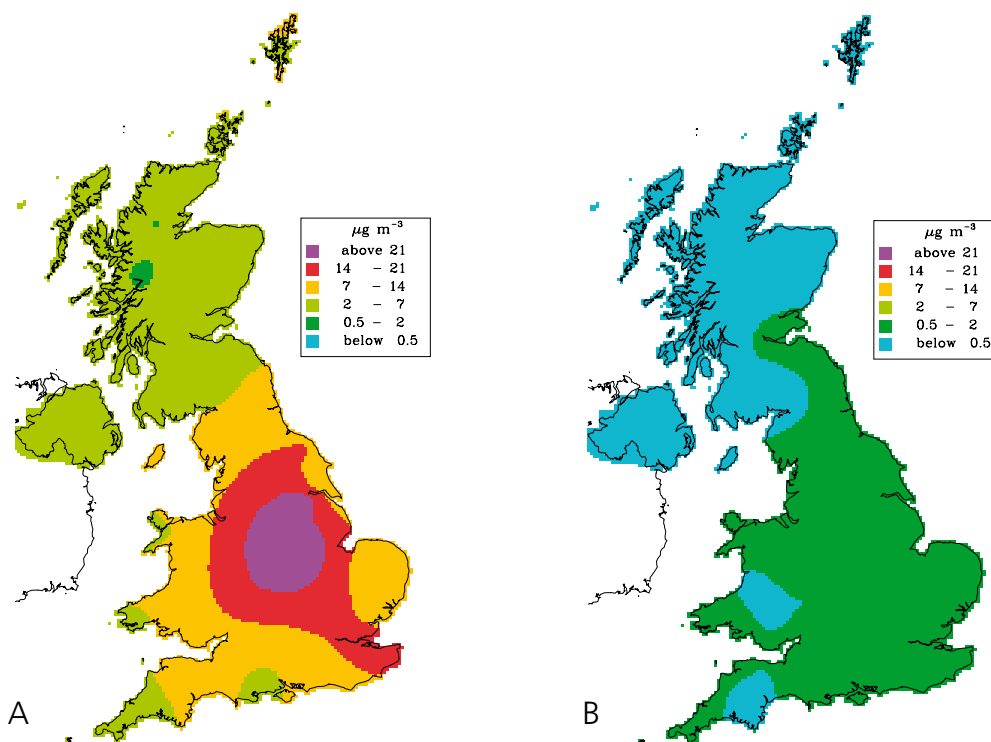 μg m⁻³
above 21
14 – 21
7 – 14
2 – 7
0.5 – 2
below 0.5
A
μg m⁻³
above 21
14 – 21
7 – 14
2 – 7
0.5 – 2
below 0.5
B